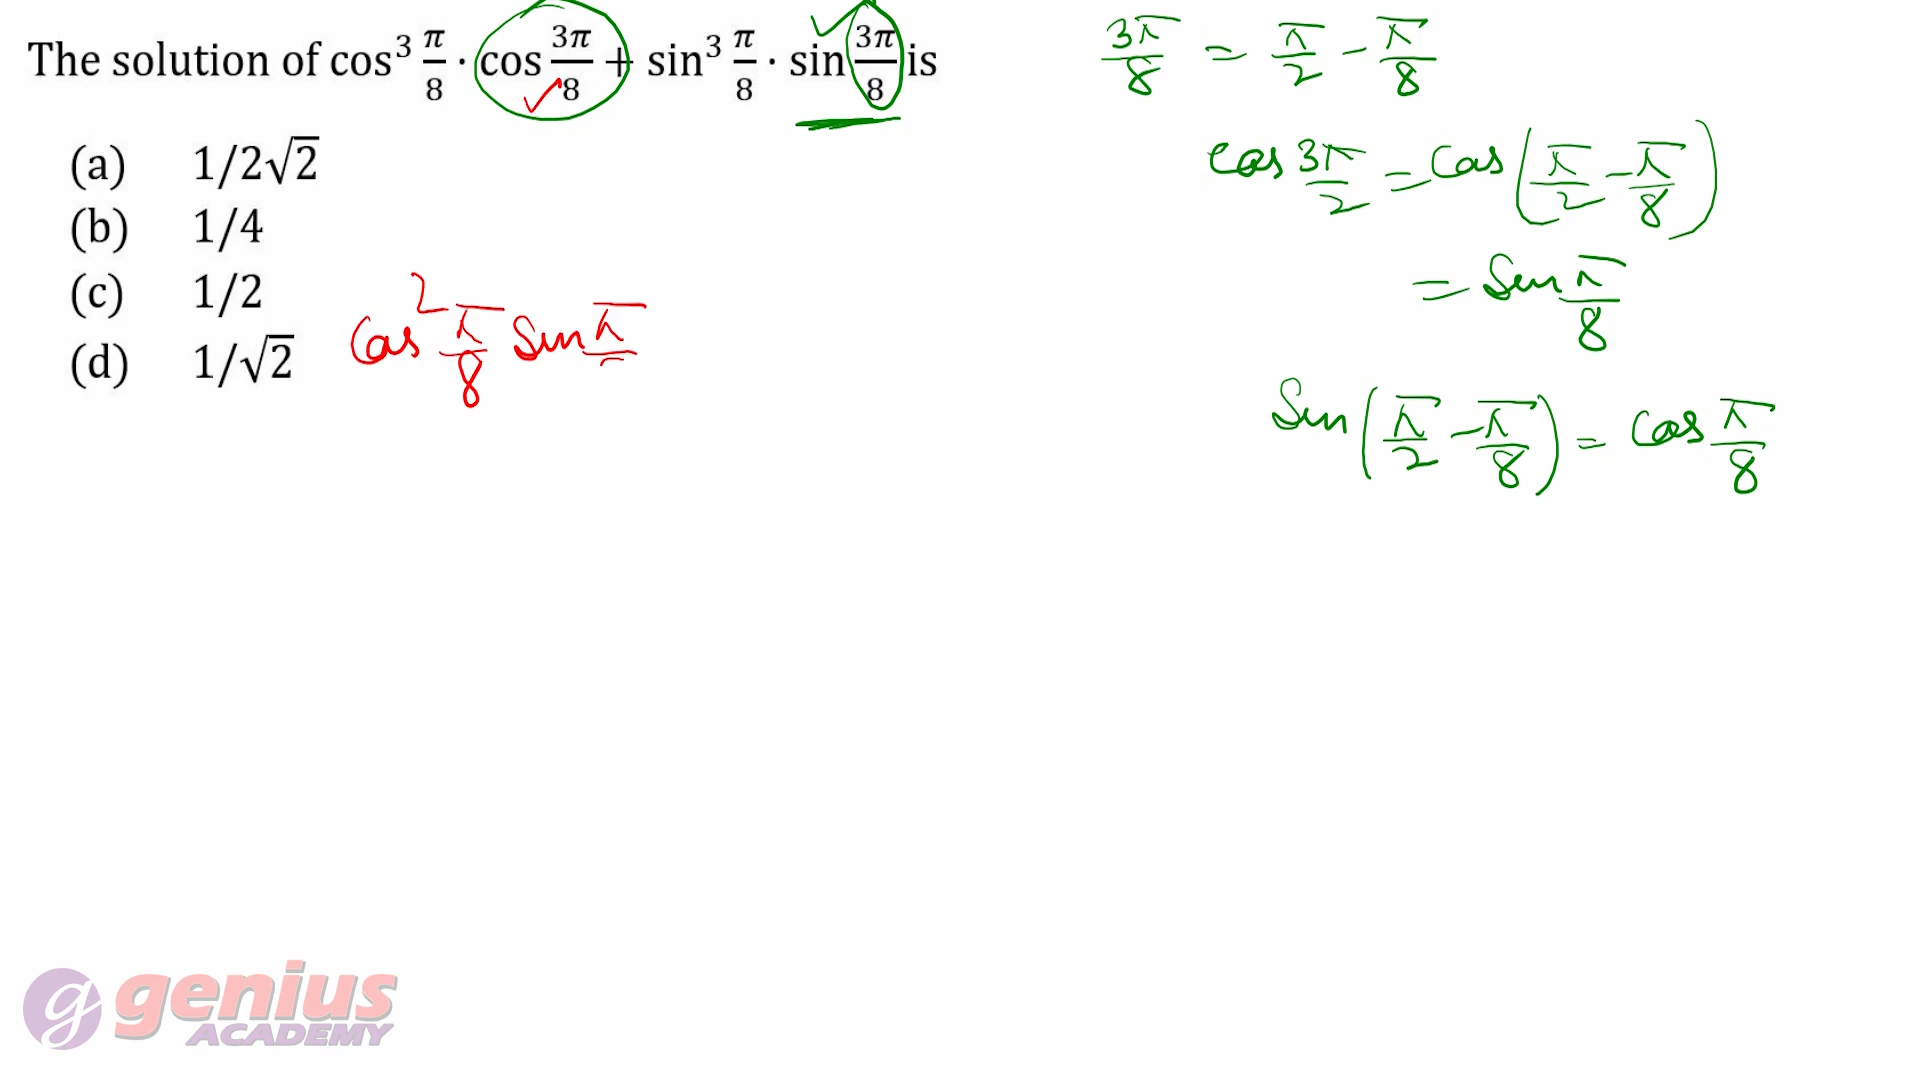 The solution of cos³ π/8 · cos 3π/8 + sin³ π/8 · sin 3π/8 is
(a) 1/2√2
(b) 1/4
(c) 1/2
(d) 1/√2
cos² π/8 sin π/
3π/8 = π/2 - π/8
cos 3π/2 = cos (π/2 - π/8)
= sin π/8
sin (π/2 - π/8) = cos π/8
genius
ACADEMY